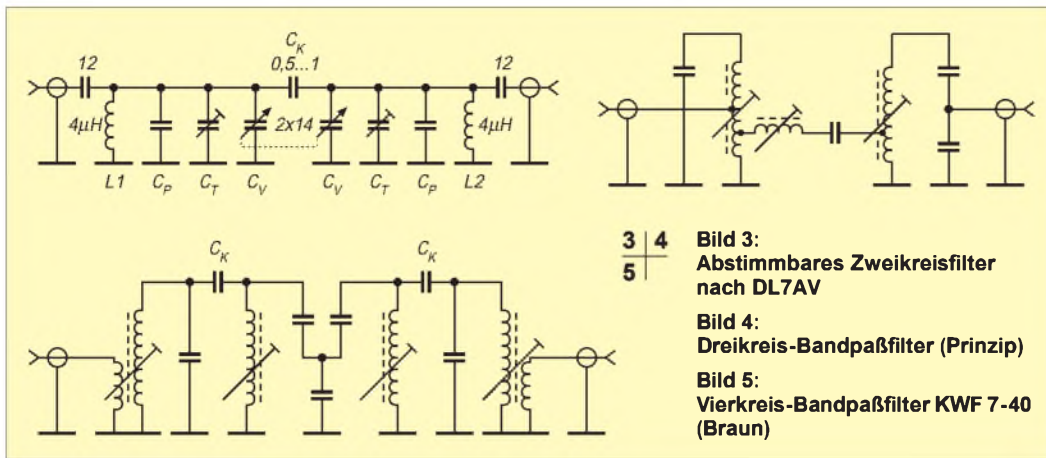 C_K
0,5...1
12
12
4µH
2x14
4µH
L1 C_P C_T C_V C_V C_T C_P L2
C_K
C_K
3 4
5
Bild 3:
Abstimmbares Zweikreisfilter
nach DL7AV
Bild 4:
Dreikreis-Bandpaßfilter (Prinzip)
Bild 5:
Vierkreis-Bandpaßfilter KWF 7-40
(Braun)